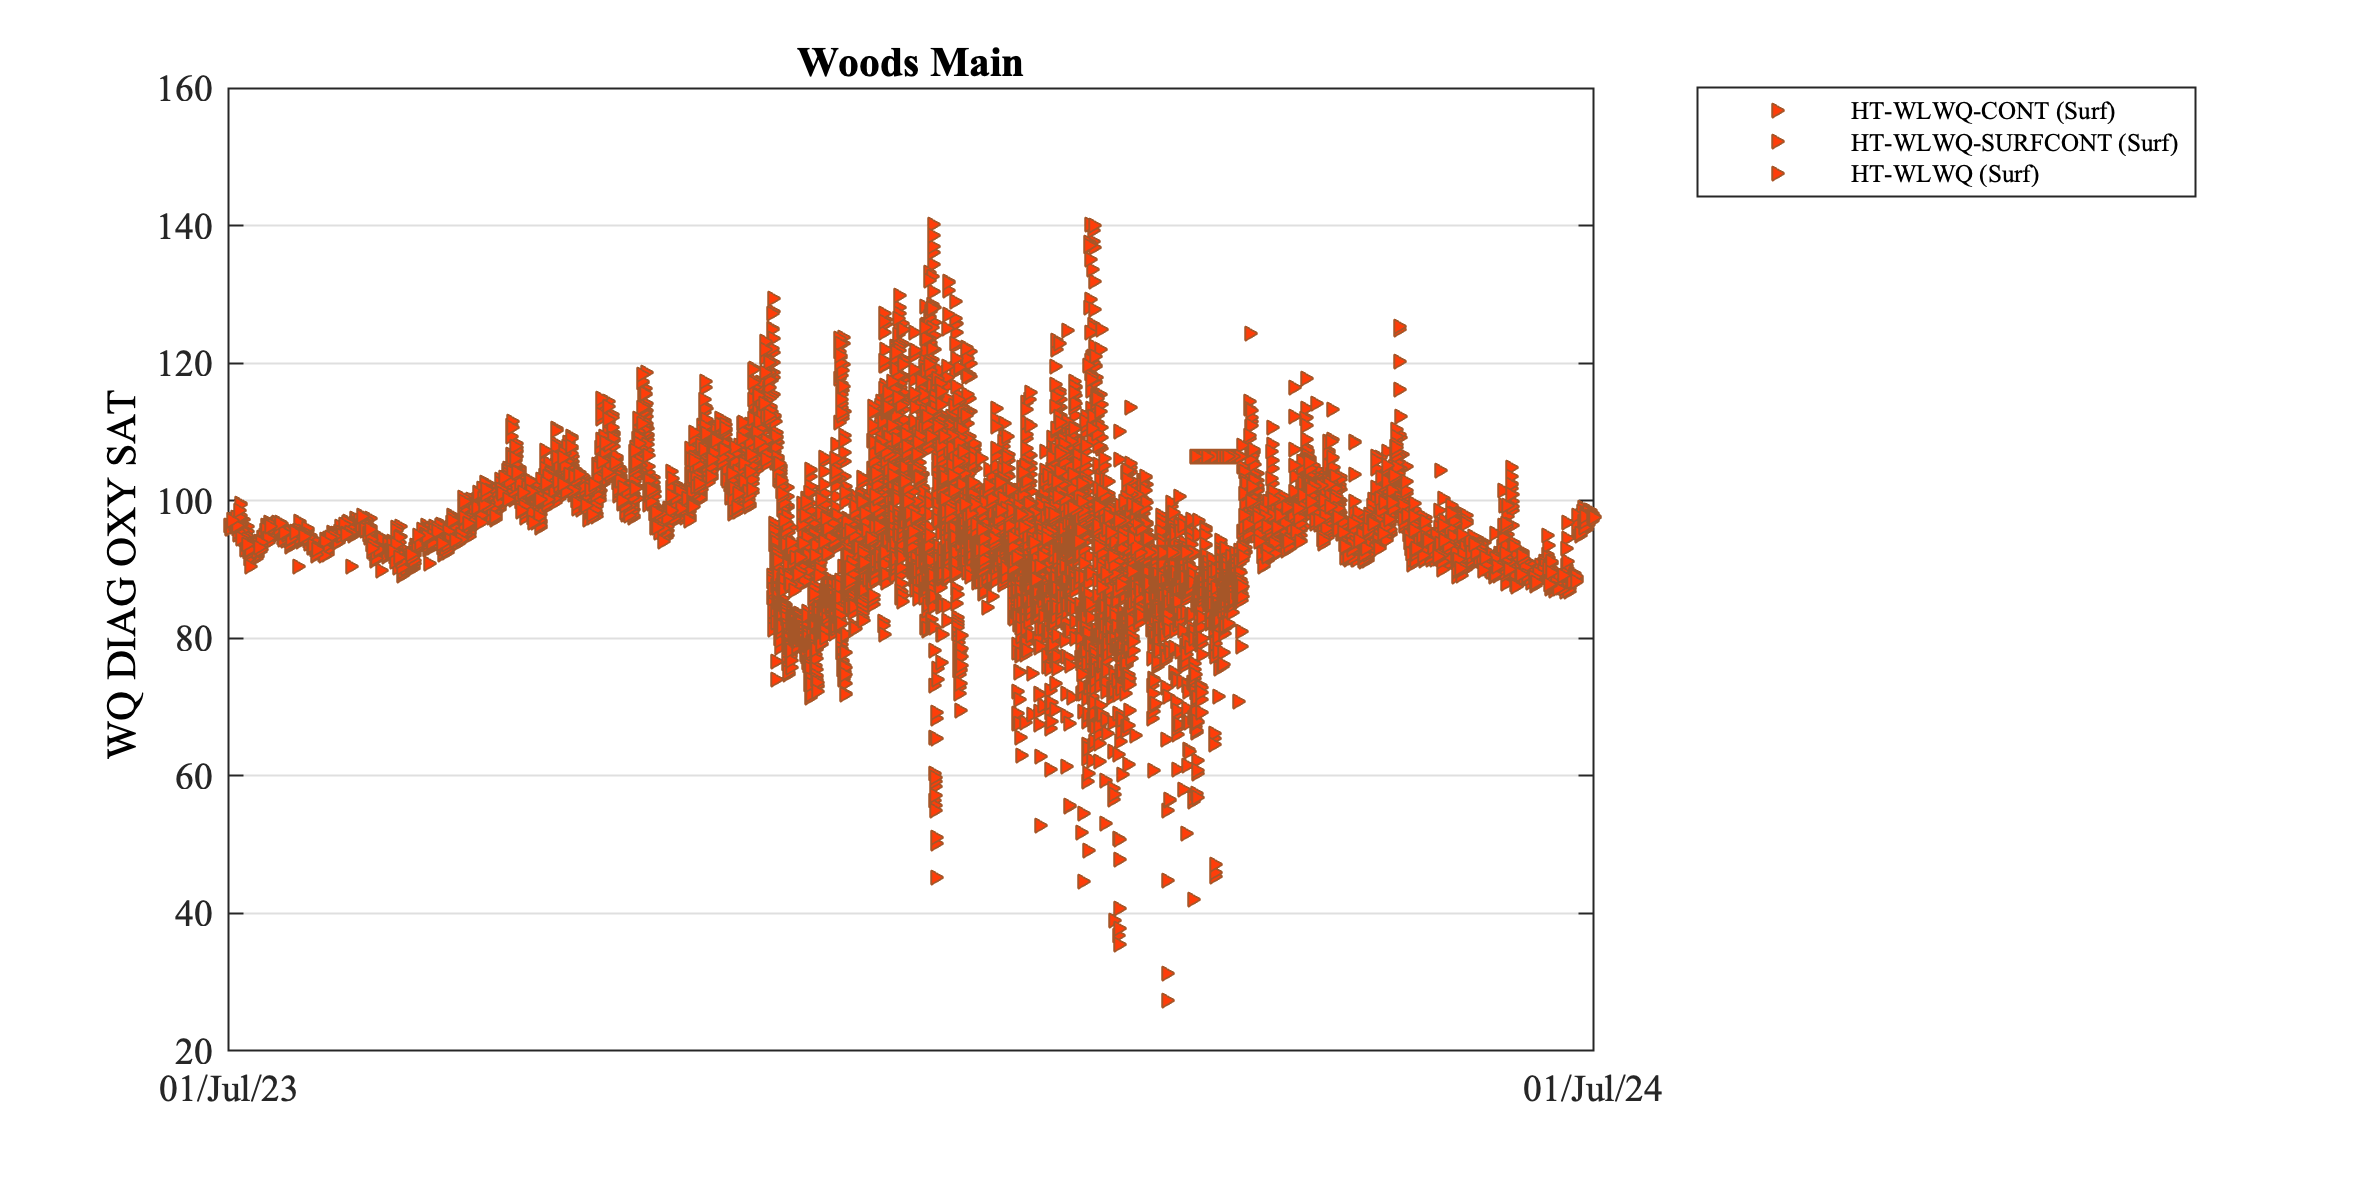 Woods Main
160
140
120
100
80
60
40
20
WQ DIAG OXY SAT
01/Jul/23
01/Jul/24
HT-WLWQ-CONT (Surf)
HT-WLWQ-SURFCONT (Surf)
HT-WLWQ (Surf)